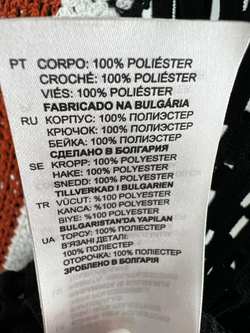 PT CORPO: 100% POLIÉSTER
CROCHÉ: 100% POLIÉSTER
VIÉS: 100% POLIÉSTER
FABRICADO NA BULGÁRIA
RU КОРПУС: 100% ПОЛИЭСТЕР
КРЮЧОК: 100% ПОЛИЭСТЕР
БЕЙКА: 100% ПОЛИЭСТЕР
СДЕЛАНО В БОЛГАРИИ
SE KROPP: 100% POLYESTER
HAKE: 100% POLYESTER
SNEDD: 100% POLYESTER
TILLVERKAD I BULGARIEN
TR VÜCUT: %100 POLYESTER
KANCA: %100 POLYESTER
BIYE: %100 POLYESTER
BULGARISTAN'DA YAPILAN
UA ТОРСУ: 100% ПОЛІЕСТЕР
В'ЯЗАНІ ДЕТАЛІ:
100% ПОЛІЕСТЕР
ОТОРОЧКА: 100% ПОЛІЕСТЕР
ЗРОБЛЕНО В БОЛГАРІЇ